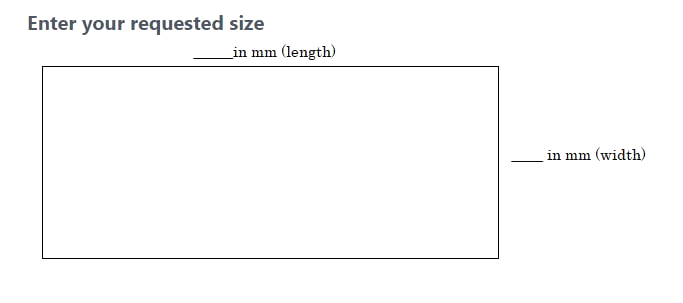 Enter your requested size
_____in mm (length)
____ in mm (width)